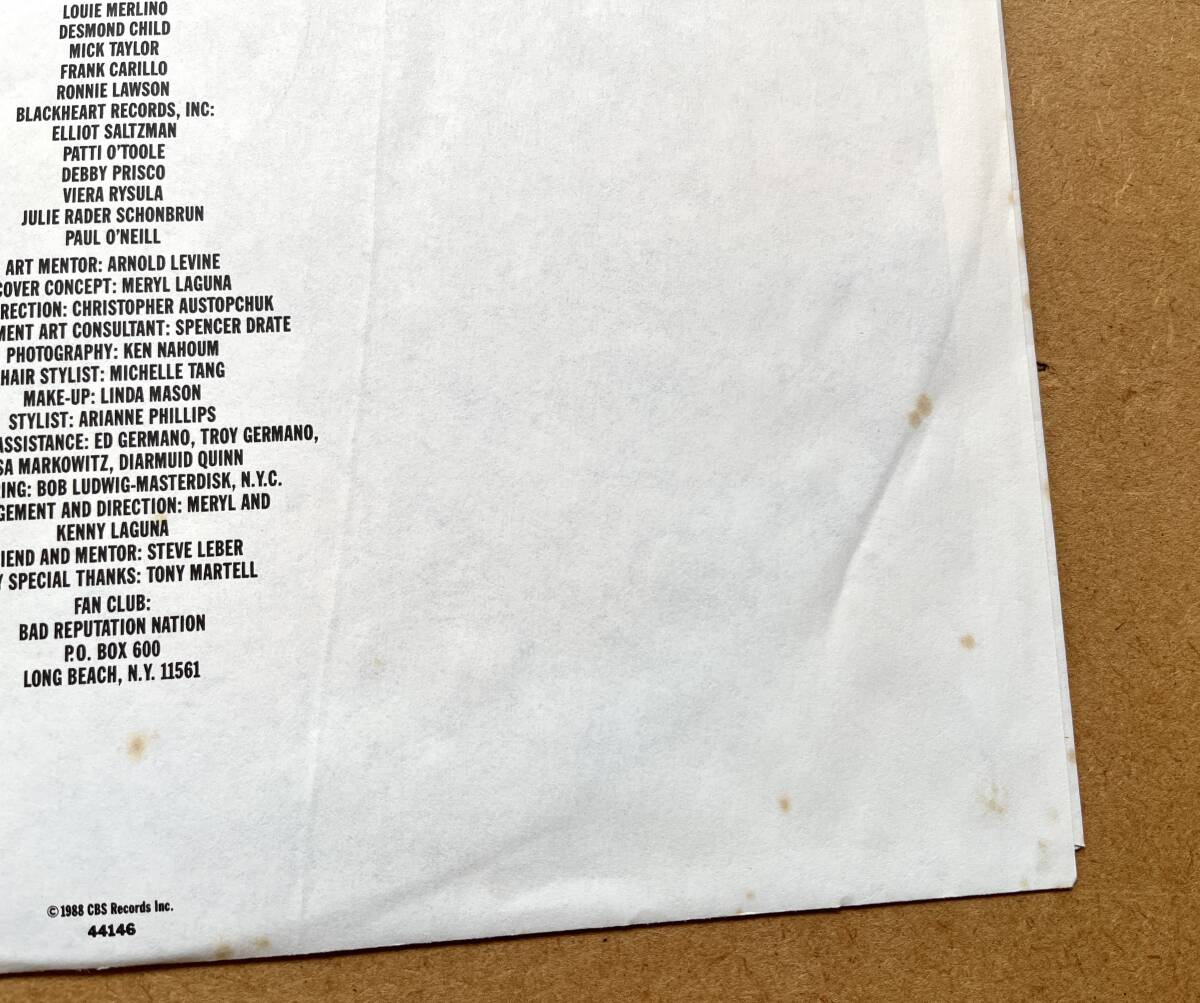 LOUIE MERLINO
DESMOND CHILD
MICK TAYLOR
FRANK CARILLO
RONNIE LAWSON
BLACKHEART RECORDS, INC:
ELLIOT SALTZMAN
PATTI O'TOOLE
DEBBY PRISCO
VIERA RYSULA
JULIE RADER SCHONBRUN
PAUL O'NEILL
ART MENTOR: ARNOLD LEVINE
COVER CONCEPT: MERYL LAGUNA
RECTION: CHRISTOPHER AUSTOPCHUK
MENT ART CONSULTANT: SPENCER DRATE
PHOTOGRAPHY: KEN NAHOUM
HAIR STYLIST: MICHELLE TANG
MAKE-UP: LINDA MASON
STYLIST: ARIANNE PHILLIPS
ASSISTANCE: ED GERMANO, TROY GERMANO,
SA MARKOWITZ, DIARMUID QUINN
ING: BOB LUDWIG-MASTERDISK, N.Y.C.
GEMENT AND DIRECTION: MERYL AND
KENNY LAGUNA
IEND AND MENTOR: STEVE LEBER
Y SPECIAL THANKS: TONY MARTELL
FAN CLUB:
BAD REPUTATION NATION
P.O. BOX 600
LONG BEACH, N.Y. 11561
©1988 CBS Records Inc.
44146